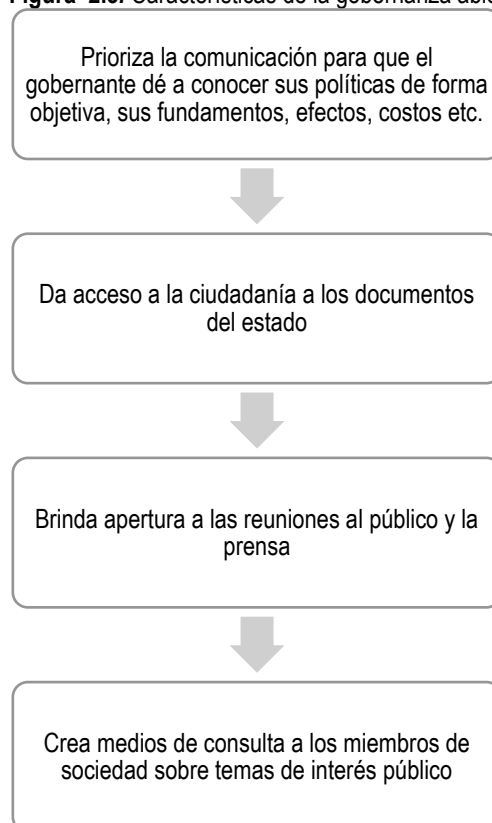 Prioriza la comunicación para que el
gobernante dé a conocer sus políticas de forma
objetiva, sus fundamentos, efectos, costos etc.
Da acceso a la ciudadanía a los documentos
del estado
Brinda apertura a las reuniones al público y la
prensa
Crea medios de consulta a los miembros de
sociedad sobre temas de interés público